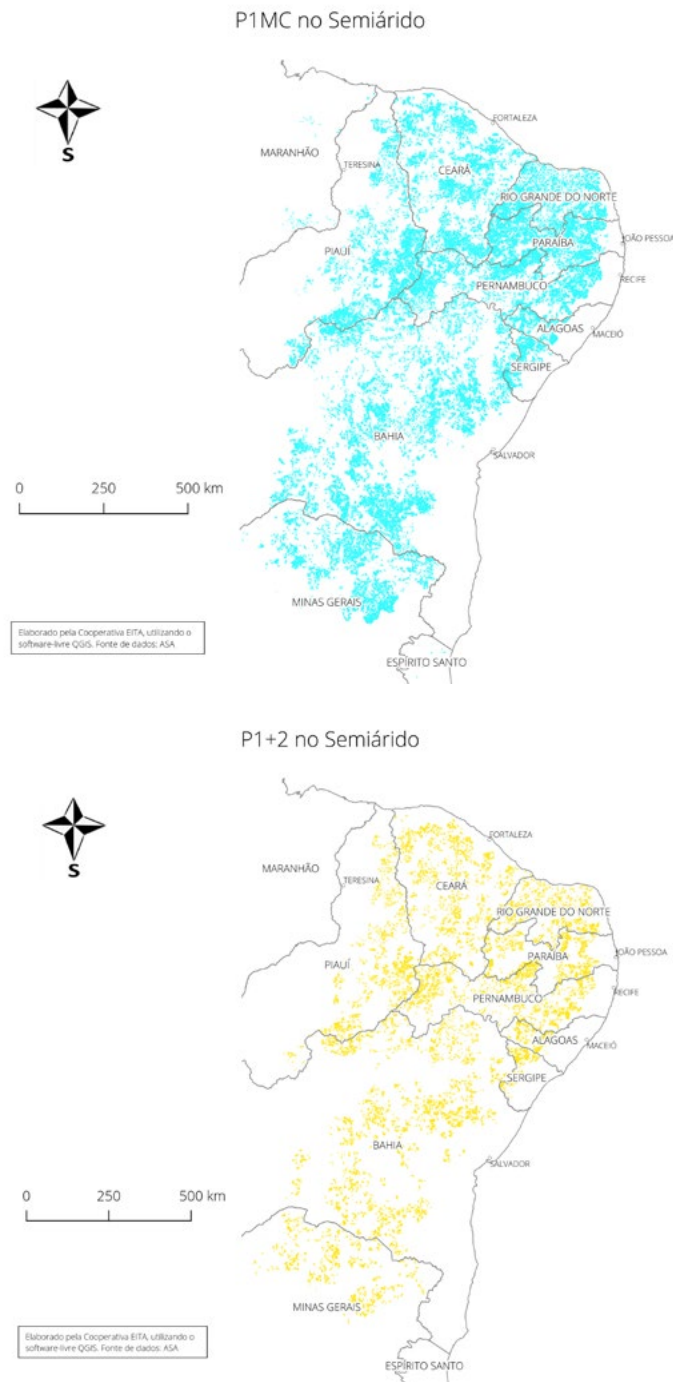 P1MC no Semiárido
S
FORTALEZA
MARANHÃO
TERESINA
CEARÁ
RIO GRANDE DO NORTE
JOÃO PESSOA
PARAÍBA
PIAUÍ
RECIFE
PERNAMBUCO
ALAGOAS
MACEIÓ
SERGIPE
BAHIA
SALVADOR
0 250 500 km
MINAS GERAIS
Elaborado pela Cooperativa EITA, utilizando o
software-livre QGIS. Fonte de dados: ASA
ESPÍRITO SANTO
P1+2 no Semiárido
S
FORTALEZA
MARANHÃO
TERESINA
CEARÁ
RIO GRANDE DO NORTE
JOÃO PESSOA
PARAÍBA
PIAUÍ
RECIFE
PERNAMBUCO
ALAGOAS
MACEIÓ
SERGIPE
BAHIA
SALVADOR
0 250 500 km
MINAS GERAIS
Elaborado pela Cooperativa EITA, utilizando o
software-livre QGIS. Fonte de dados: ASA
ESPÍRITO SANTO